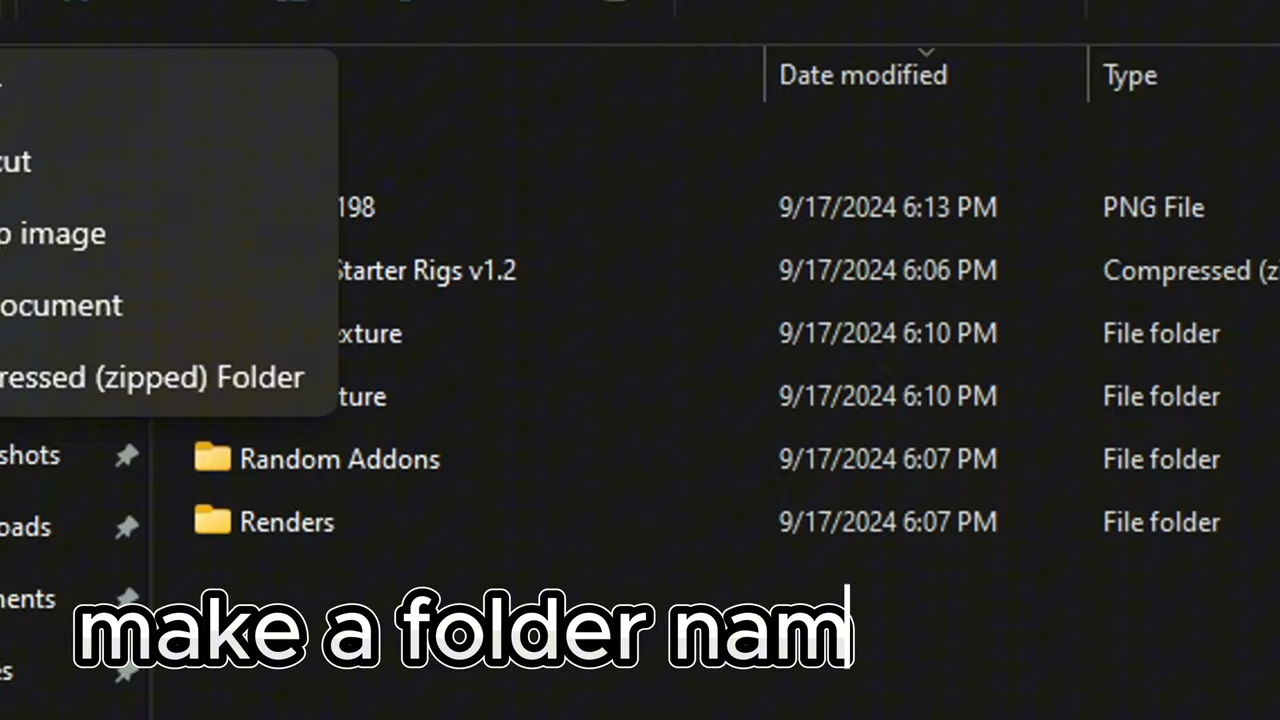 Date modified Type
198 9/17/2024 6:13 PM PNG File
Starter Rigs v1.2 9/17/2024 6:06 PM Compressed (z
xture 9/17/2024 6:10 PM File folder
ture 9/17/2024 6:10 PM File folder
Random Addons 9/17/2024 6:07 PM File folder
Renders 9/17/2024 6:07 PM File folder
cut
p image
ocument
ressed (zipped) Folder
shots
oads
ments
s
make a folder nam